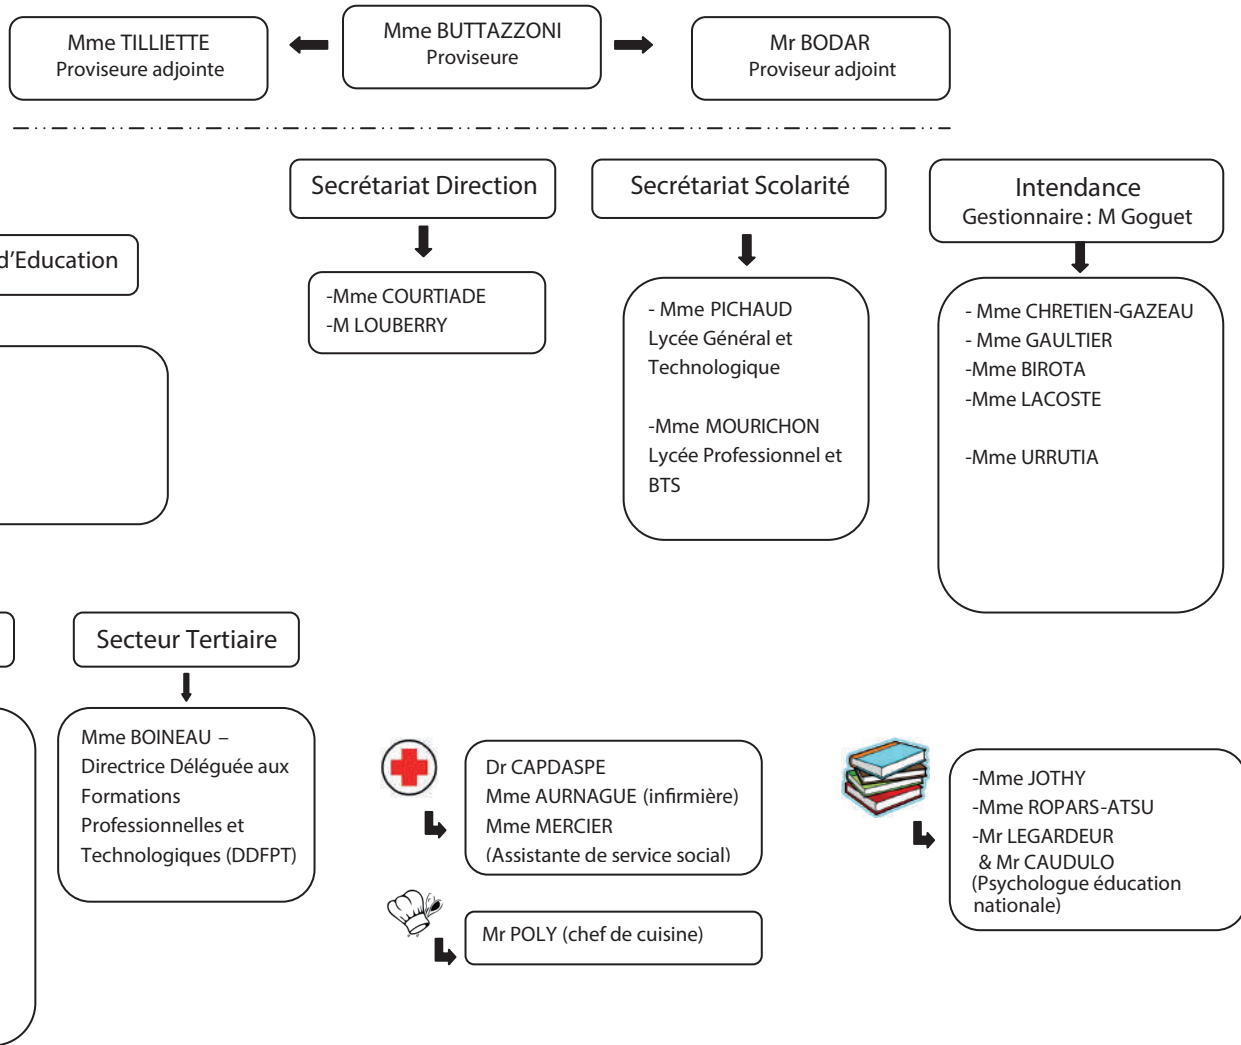 Mme TILLIETTE
Proviseure adjointe
Mme BUTTAZZONI
Proviseure
Mr BODAR
Proviseur adjoint
Secrétariat Direction
Secrétariat Scolarité
Intendance
Gestionnaire : M Goguet
d'Education
-Mme COURTIADE
-M LOUBERRY
- Mme PICHAUD
Lycée Général et
Technologique
-Mme MOURICHON
Lycée Professionnel et
BTS
- Mme CHRETIEN-GAZEAU
- Mme GAULTIER
-Mme BIROTA
-Mme LACOSTE
-Mme URRUTIA
Secteur Tertiaire
Mme BOINEAU –
Directrice Déléguée aux
Formations
Professionnelles et
Technologiques (DDFPT)
Dr CAPDASPE
Mme AURNAGUE (infirmière)
Mme MERCIER
(Assistante de service social)
Mr POLY (chef de cuisine)
-Mme JOTHY
-Mme ROPARS-ATSU
-Mr LEGARDEUR
& Mr CAUDULO
(Psychologue éducation
nationale)